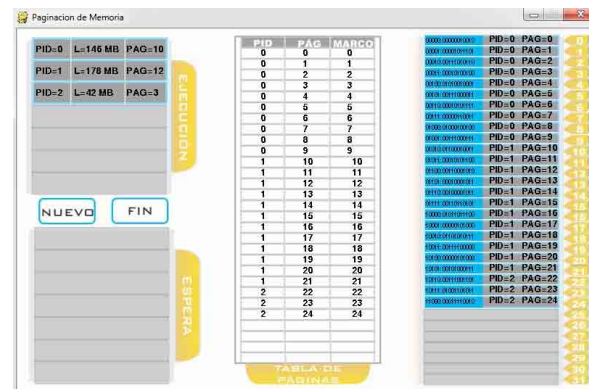 Paginacion de Memoria
PID=0 L=146 MB PAG=10
PID=1 L=178 MB PAG=12
PID=2 L=42 MB PAG=3
EJECUCIÓN
NUEVO FIN
ESPERA
PID PÁG MARCO
0 0 0
0 1 1
0 2 2
0 3 3
0 4 4
0 5 5
0 6 6
0 7 7
0 8 8
0 9 9
1 10 10
1 11 11
1 12 12
1 13 13
1 14 14
1 15 15
1 16 16
1 17 17
1 18 18
1 19 19
1 20 20
1 21 21
2 22 22
2 23 23
2 24 24
TABLA DE
PÁGINAS
PID=0 PAG=0 0
PID=0 PAG=1 1
PID=0 PAG=2 2
PID=0 PAG=3 3
PID=0 PAG=4 4
PID=0 PAG=5 5
PID=0 PAG=6 6
PID=0 PAG=7 7
PID=0 PAG=8 8
PID=0 PAG=9 9
PID=1 PAG=10 10
PID=1 PAG=11 11
PID=1 PAG=12 12
PID=1 PAG=13 13
PID=1 PAG=14 14
PID=1 PAG=15 15
PID=1 PAG=16 16
PID=1 PAG=17 17
PID=1 PAG=18 18
PID=1 PAG=19 19
PID=1 PAG=20 20
PID=1 PAG=21 21
PID=2 PAG=22 22
PID=2 PAG=23 23
PID=2 PAG=24 24
25
26
27
28
29
30
31